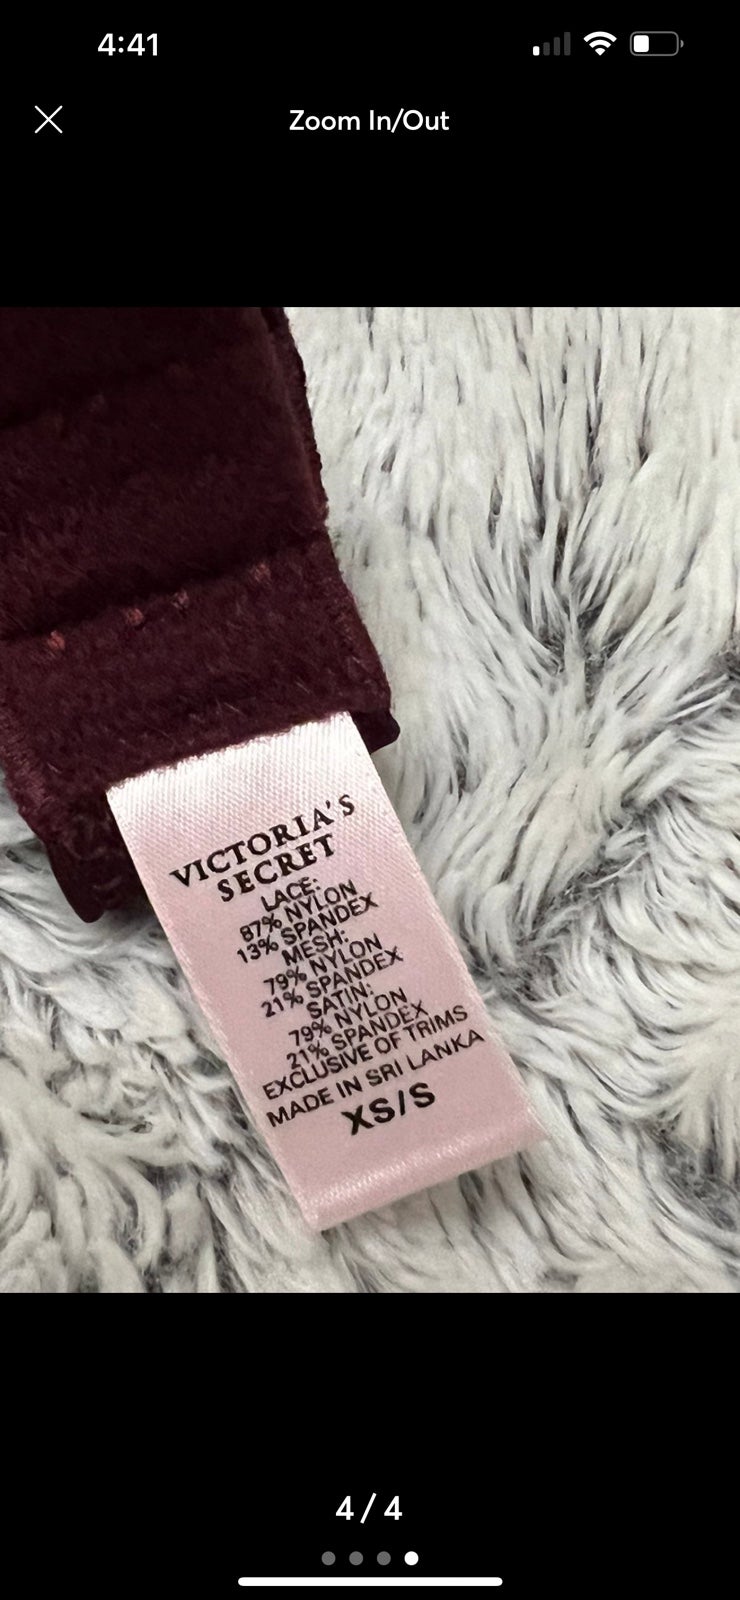 4:41
Zoom In/Out
VICTORIA'S
SECRET
LACE:
87% NYLON
13% SPANDEX
MESH:
79% NYLON
21% SPANDEX
SATIN:
79% NYLON
21% SPANDEX
EXCLUSIVE OF TRIMS
MADE IN SRI LANKA
XS/S
4/4